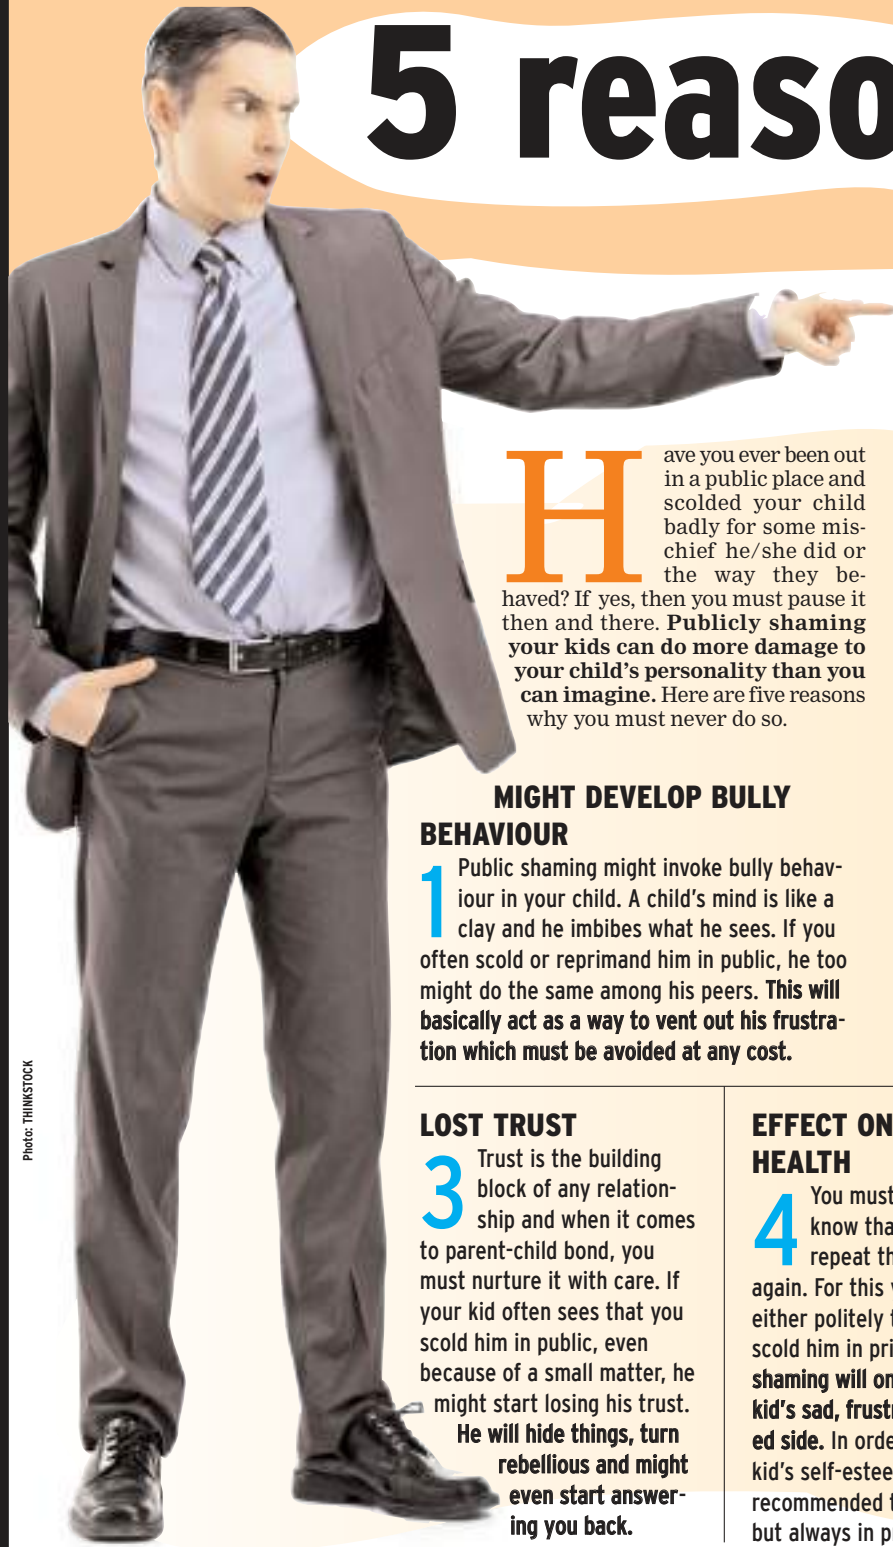 5 reaso
Have you ever been out
in a public place and
scolded your child
badly for some mis-
chief he/she did or
the way they be-
haved? If yes, then you must pause it
then and there. Publicly shaming
your kids can do more damage to
your child's personality than you
can imagine. Here are five reasons
why you must never do so.
MIGHT DEVELOP BULLY
BEHAVIOUR
1 Public shaming might invoke bully behav-
iour in your child. A child's mind is like a
clay and he imbibes what he sees. If you
often scold or reprimand him in public, he too
might do the same among his peers. This will
basically act as a way to vent out his frustra-
tion which must be avoided at any cost.
LOST TRUST
3 Trust is the building
block of any relation-
ship and when it comes
to parent-child bond, you
must nurture it with care. If
your kid often sees that you
scold him in public, even
because of a small matter, he
might start losing his trust.
He will hide things, turn
rebellious and might
even start answer-
ing you back.
EFFECT ON
HEALTH
4 You must
know tha
repeat th
again. For this
either politely
scold him in pri
shaming will on
kid's sad, frust
ed side. In orde
kid's self-estee
recommended
but always in p
Photo: THINKSTOCK